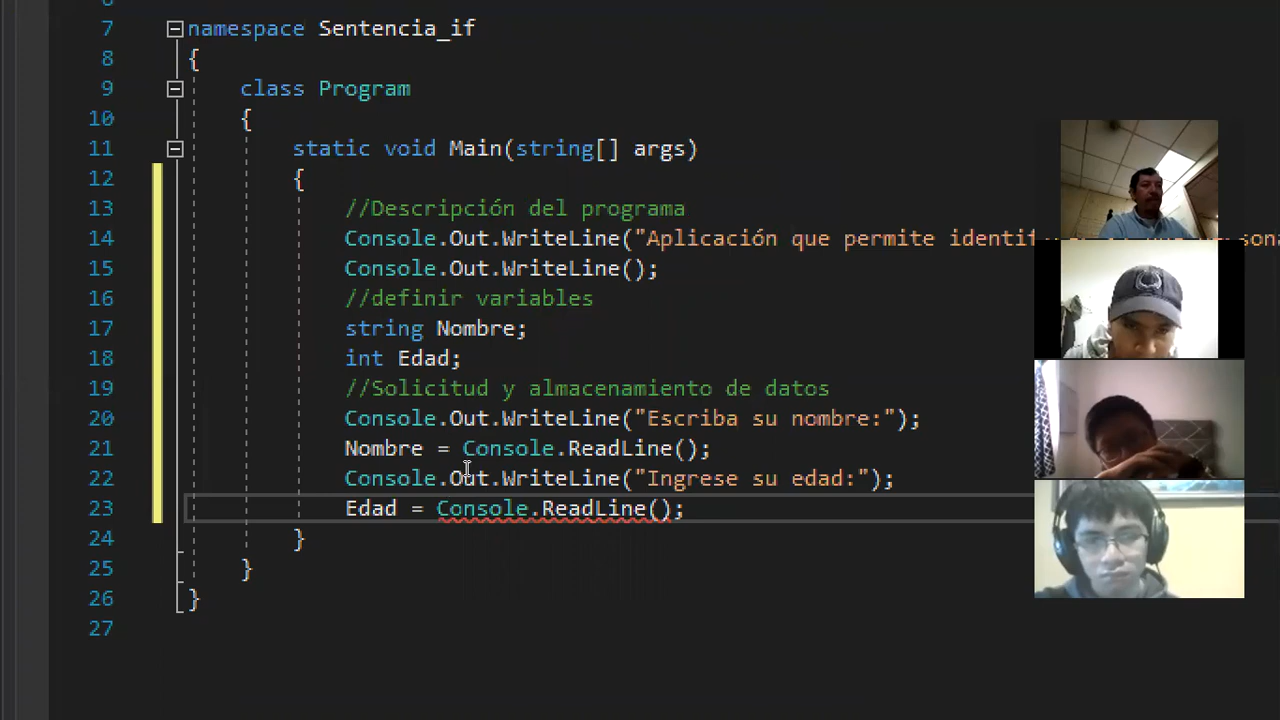 7 namespace Sentencia_if
8 {
9 class Program
10 {
11 static void Main(string[] args)
12 {
13 //Descripción del programa
14 Console.Out.WriteLine("Aplicación que permite
15 Console.Out.WriteLine();
16 //definir variables
17 string Nombre;
18 int Edad;
19 //Solicitud y almacenamiento de datos
20 Console.Out.WriteLine("Escriba su nombre:");
21 Nombre = Console.ReadLine();
22 Console.Out.WriteLine("Ingrese su edad:");
23 Edad = Console.ReadLine();
24 }
25 }
26 }
27